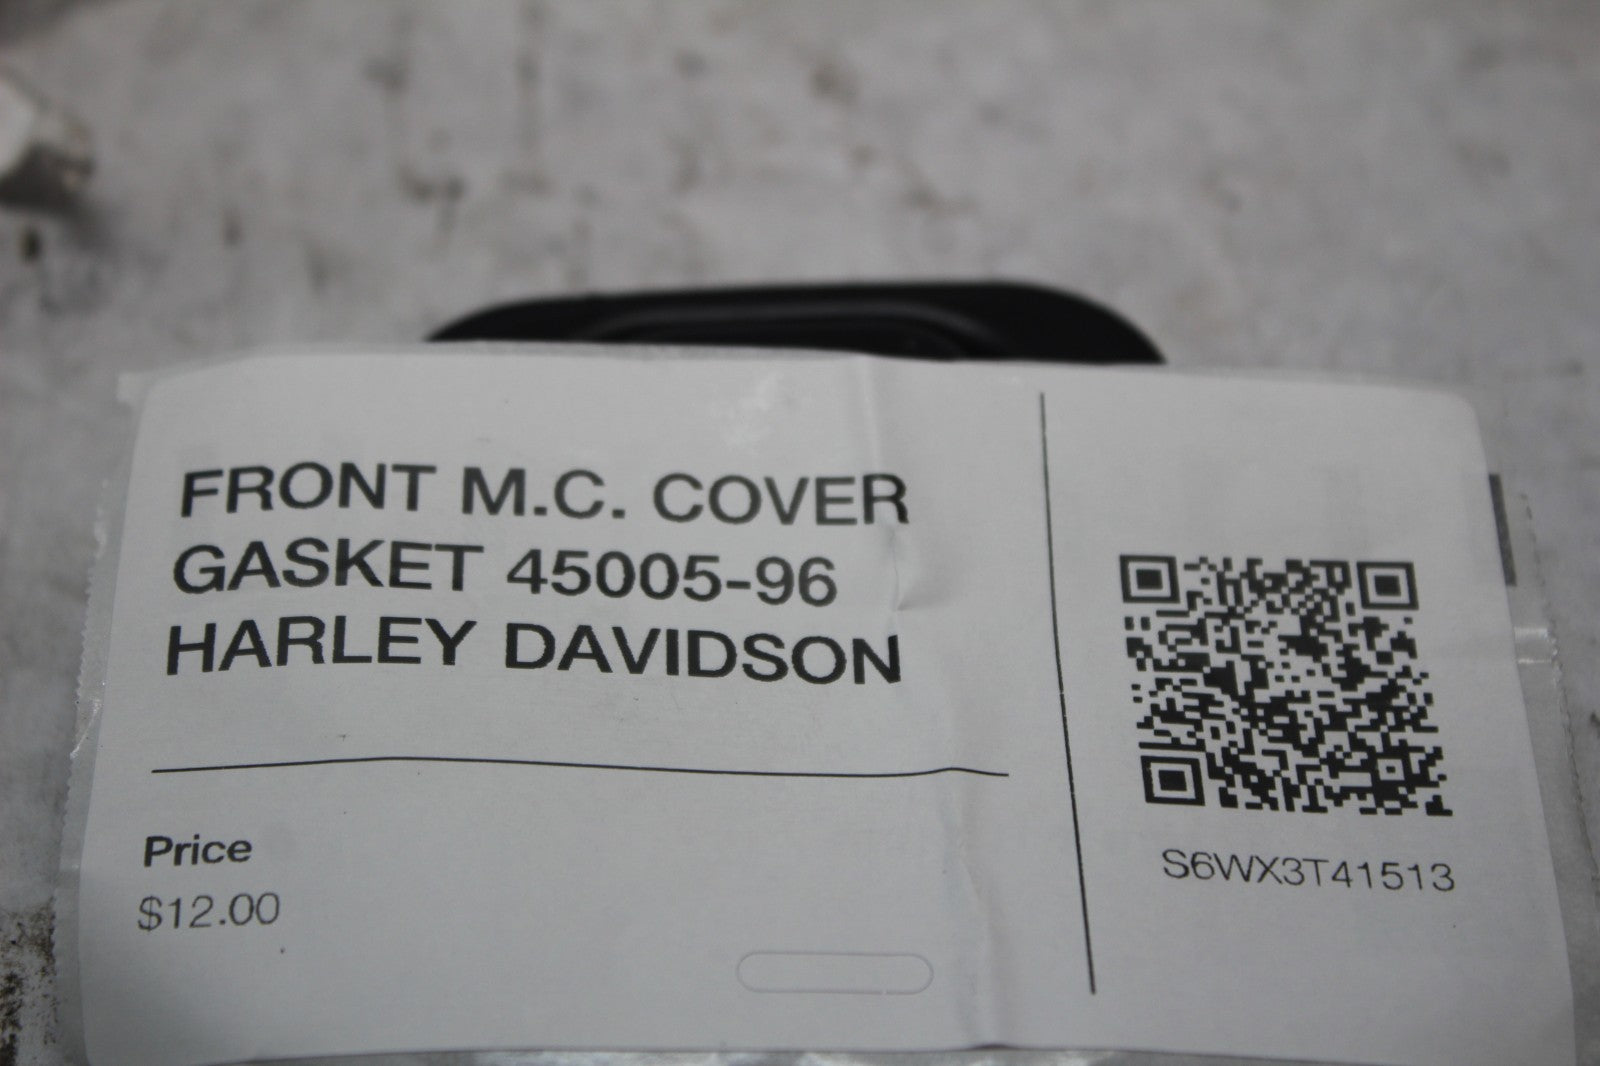 FRONT M.C. COVER
GASKET 45005-96
HARLEY DAVIDSON
Price
$12.00
S6WX3T41513